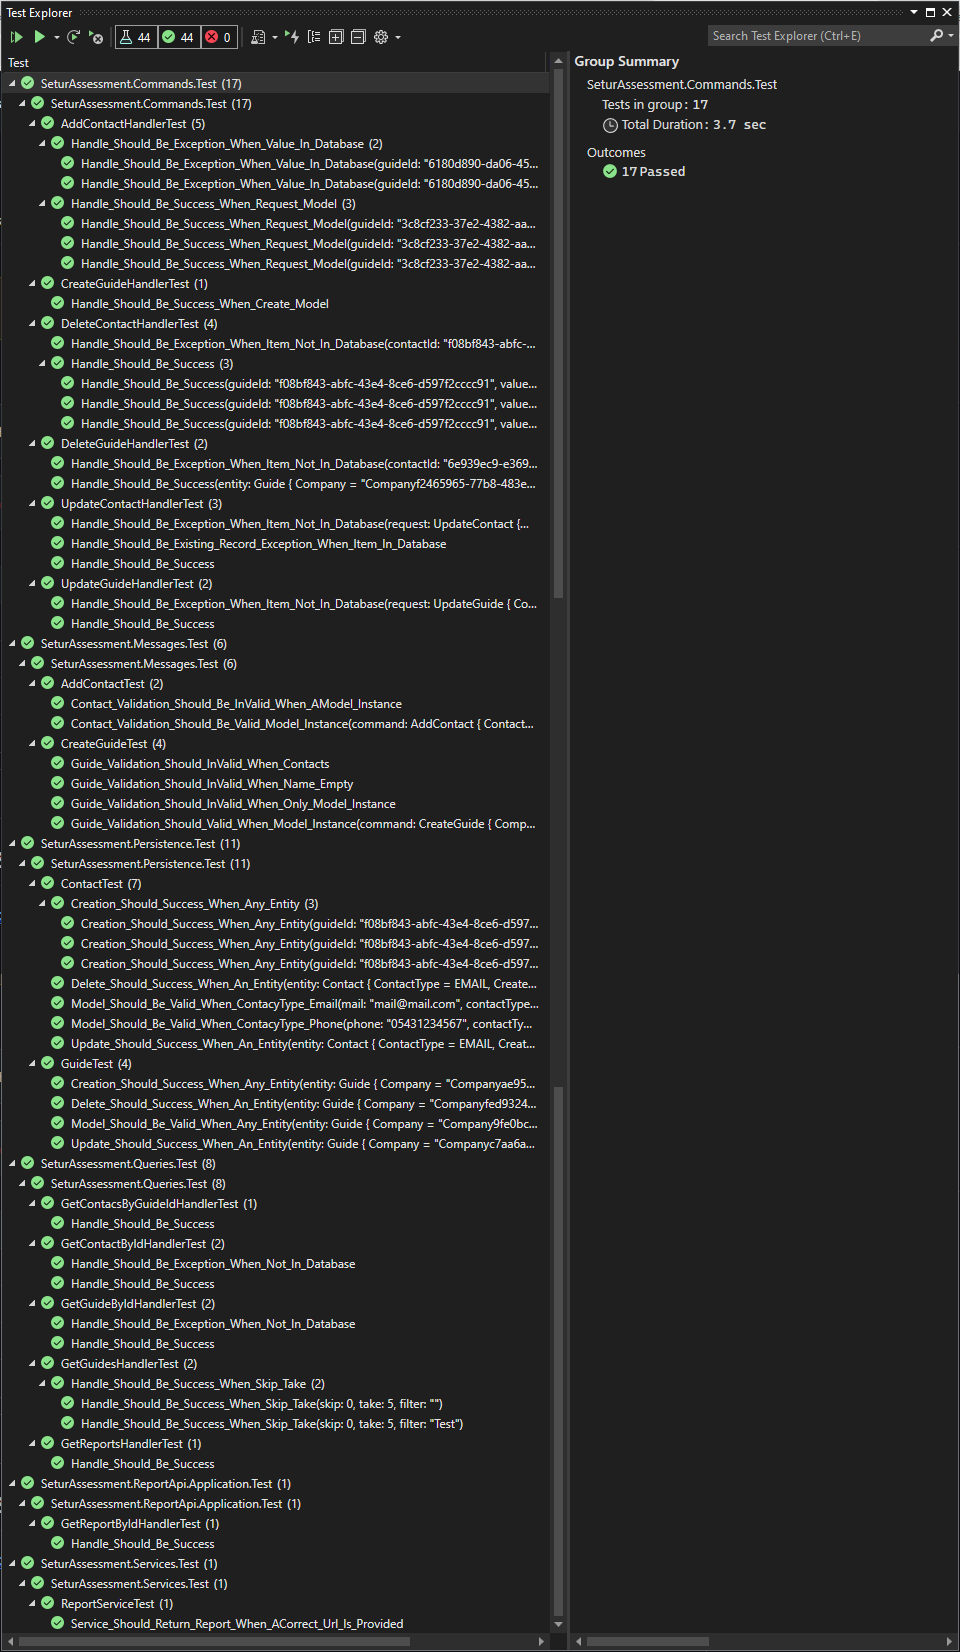 Test Explorer
44 44 0
Search Test Explorer (Ctrl+E)
Test
SeturAssessment.Commands.Test (17)
SeturAssessment.Commands.Test (17)
AddContactHandlerTest (5)
Handle_Should_Be_Exception_When_Value_In_Database (2)
Handle_Should_Be_Exception_When_Value_In_Database(guideId: "6180d890-da06-45...
Handle_Should_Be_Exception_When_Value_In_Database(guideId: "6180d890-da06-45...
Handle_Should_Be_Success_When_Request_Model (3)
Handle_Should_Be_Success_When_Request_Model(guideId: "3c8cf233-37e2-4382-aa...
Handle_Should_Be_Success_When_Request_Model(guideId: "3c8cf233-37e2-4382-aa...
Handle_Should_Be_Success_When_Request_Model(guideId: "3c8cf233-37e2-4382-aa...
CreateGuideHandlerTest (1)
Handle_Should_Be_Success_When_Create_Model
DeleteContactHandlerTest (4)
Handle_Should_Be_Exception_When_Item_Not_In_Database(contactId: "f08bf843-abfc-...
Handle_Should_Be_Success (3)
Handle_Should_Be_Success(guideId: "f08bf843-abfc-43e4-8ce6-d597f2cccc91", value...
Handle_Should_Be_Success(guideId: "f08bf843-abfc-43e4-8ce6-d597f2cccc91", value...
Handle_Should_Be_Success(guideId: "f08bf843-abfc-43e4-8ce6-d597f2cccc91", value...
DeleteGuideHandlerTest (2)
Handle_Should_Be_Exception_When_Item_Not_In_Database(contactId: "6e939ec9-e369...
Handle_Should_Be_Success(entity: Guide { Company = "Companyf2465965-77b8-483e...
UpdateContactHandlerTest (3)
Handle_Should_Be_Exception_When_Item_Not_In_Database(request: UpdateContact {...
Handle_Should_Be_Existing_Record_Exception_When_Item_In_Database
Handle_Should_Be_Success
UpdateGuideHandlerTest (2)
Handle_Should_Be_Exception_When_Item_Not_In_Database(request: UpdateGuide { Co...
Handle_Should_Be_Success
SeturAssessment.Messages.Test (6)
SeturAssessment.Messages.Test (6)
AddContactTest (2)
Contact_Validation_Should_Be_InValid_When_AModel_Instance
Contact_Validation_Should_Be_Valid_Model_Instance(command: AddContact { Contact...
CreateGuideTest (4)
Guide_Validation_Should_InValid_When_Contacts
Guide_Validation_Should_InValid_When_Name_Empty
Guide_Validation_Should_InValid_When_Only_Model_Instance
Guide_Validation_Should_Valid_When_Model_Instance(command: CreateGuide { Comp...
SeturAssessment.Persistence.Test (11)
SeturAssessment.Persistence.Test (11)
ContactTest (7)
Creation_Should_Success_When_Any_Entity (3)
Creation_Should_Success_When_Any_Entity(guideId: "f08bf843-abfc-43e4-8ce6-d597...
Creation_Should_Success_When_Any_Entity(guideId: "f08bf843-abfc-43e4-8ce6-d597...
Creation_Should_Success_When_Any_Entity(guideId: "f08bf843-abfc-43e4-8ce6-d597...
Delete_Should_Success_When_An_Entity(entity: Contact { ContactType = EMAIL, Create...
Model_Should_Be_Valid_When_ContacyType_Email(mail: "mail@mail.com", contactType...
Model_Should_Be_Valid_When_ContacyType_Phone(phone: "05431234567", contactTy...
Update_Should_Success_When_An_Entity(entity: Contact { ContactType = EMAIL, Creat...
GuideTest (4)
Creation_Should_Success_When_Any_Entity(entity: Guide { Company = "Companyae95...
Delete_Should_Success_When_An_Entity(entity: Guide { Company = "Companyfed9324...
Model_Should_Be_Valid_When_Any_Entity(entity: Guide { Company = "Company9fe0bc...
Update_Should_Success_When_An_Entity(entity: Guide { Company = "Companyc7aa6a...
SeturAssessment.Queries.Test (8)
SeturAssessment.Queries.Test (8)
GetContacsByGuideIdHandlerTest (1)
Handle_Should_Be_Success
GetContactByIdHandlerTest (2)
Handle_Should_Be_Exception_When_Not_In_Database
Handle_Should_Be_Success
GetGuideByIdHandlerTest (2)
Handle_Should_Be_Exception_When_Not_In_Database
Handle_Should_Be_Success
GetGuidesHandlerTest (2)
Handle_Should_Be_Success_When_Skip_Take (2)
Handle_Should_Be_Success_When_Skip_Take(skip: 0, take: 5, filter: "")
Handle_Should_Be_Success_When_Skip_Take(skip: 0, take: 5, filter: "Test")
GetReportsHandlerTest (1)
Handle_Should_Be_Success
SeturAssessment.ReportApi.Application.Test (1)
SeturAssessment.ReportApi.Application.Test (1)
GetReportByIdHandlerTest (1)
Handle_Should_Be_Success
SeturAssessment.Services.Test (1)
SeturAssessment.Services.Test (1)
ReportServiceTest (1)
Service_Should_Return_Report_When_ACorrect_Url_Is_Provided
Group Summary
SeturAssessment.Commands.Test
Tests in group: 17
Total Duration: 3.7 sec
Outcomes
17 Passed